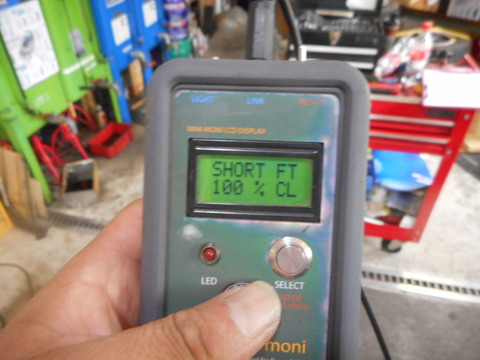 LIGHT LINK
MINI MONI LCD DISPLAY
SHORT FT
100 % CL
LED
SELECT
moni